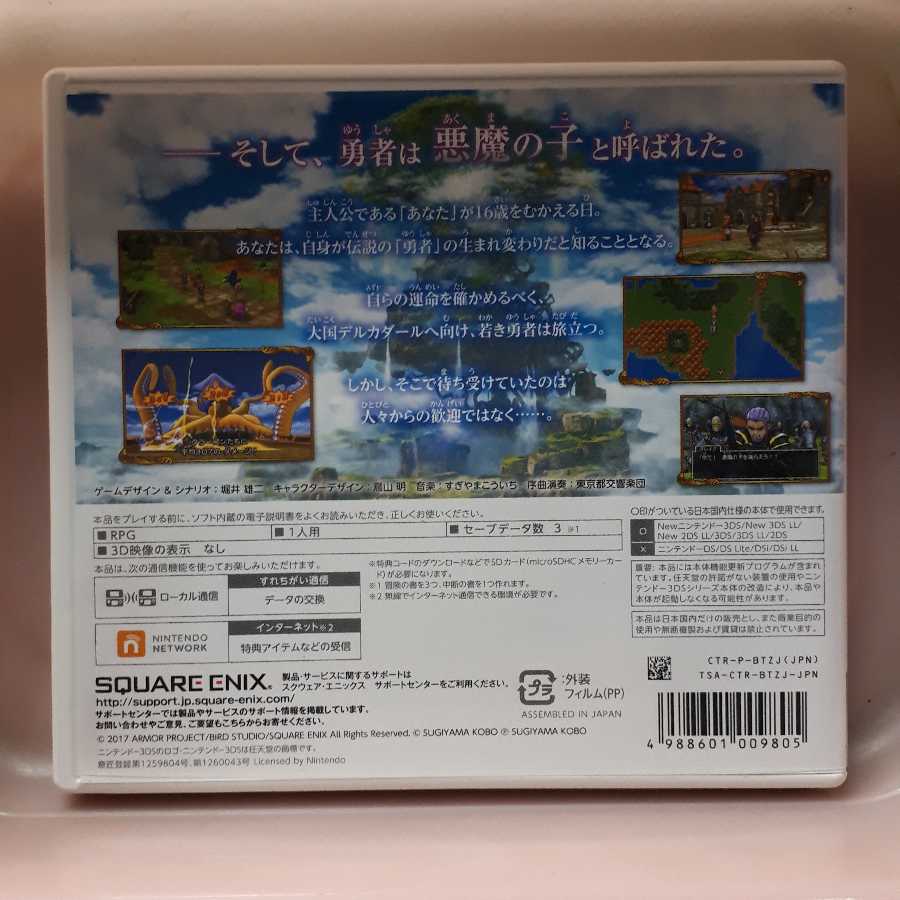 ── そして、勇者は悪魔の子と呼ばれた。
主人公である「あなた」が16歳をむかえる日。
あなたは、自身が伝説の「勇者」の生まれ変わりだと知ることとなる。
自らの運命を確かめるべく、
大国デルカダールへ向け、若き勇者は旅立つ。
しかし、そこで待ち受けていたのは
人々からの歓迎ではなく……。
ゲームデザイン & シナリオ：堀井 雄二 キャラクターデザイン：鳥山 明 音楽：すぎやまこういち 序曲演奏：東京都交響楽団
本品をプレイする前に、ソフト内蔵の電子説明書をよくお読みいただき、正しくお使いください。
■RPG ■1人用 ■セーブデータ数 3 ※1
■3D映像の表示 なし
本品は、次の通信機能を使ってお楽しみいただけます。
ローカル通信
すれちがい通信
データの交換
NINTENDO NETWORK
インターネット※2
特典アイテムなどの受信
※特典コードのダウンロードなどでSDカード(microSDHCメモリーカード)が必要になります。
※1 冒険の書を3つ、中断の書を1つ作れます。
※2 無線でインターネット通信できる環境が必要です。
○印がついている日本国内仕様の本体で使用できます。
○ Newニンテンドー3DS/New 3DS LL/
New 2DS LL/3DS/3DS LL/2DS
× ニンテンドーDS/DS Lite/DSi/DSi LL
重要：本品には本体機能更新プログラムが含まれ
ています。任天堂の許諾がない装置の使用やニン
テンドー3DSシリーズ本体の改造により、本品や
本体が起動しなくなる可能性があります。
本品は日本国内だけの販売とし、また商業目的
の使用や無断複製および賃貸は禁止されています。
SQUARE ENIX®
製品・サービスに関するサポートは
スクウェア・エニックス サポートセンターをご利用ください。
http://support.jp.square-enix.com/
サポートセンターでは製品やサービスのサポート情報を掲載しています。
お問い合わせやご意見、ご要望もこちらからお寄せください。
© 2017 ARMOR PROJECT/BIRD STUDIO/SQUARE ENIX All Rights Reserved. © SUGIYAMA KOBO ℗ SUGIYAMA KOBO
ニンテンドー3DSのロゴ・ニンテンドー3DSは任天堂の商標です。
意匠登録第1259804号、第1260043号 Licensed by Nintendo
プラ
:外装
フィルム(PP)
ASSEMBLED IN JAPAN
CTR-P-BTZJ(JPN)
TSA-CTR-BTZJ-JPN
4 988601 009805